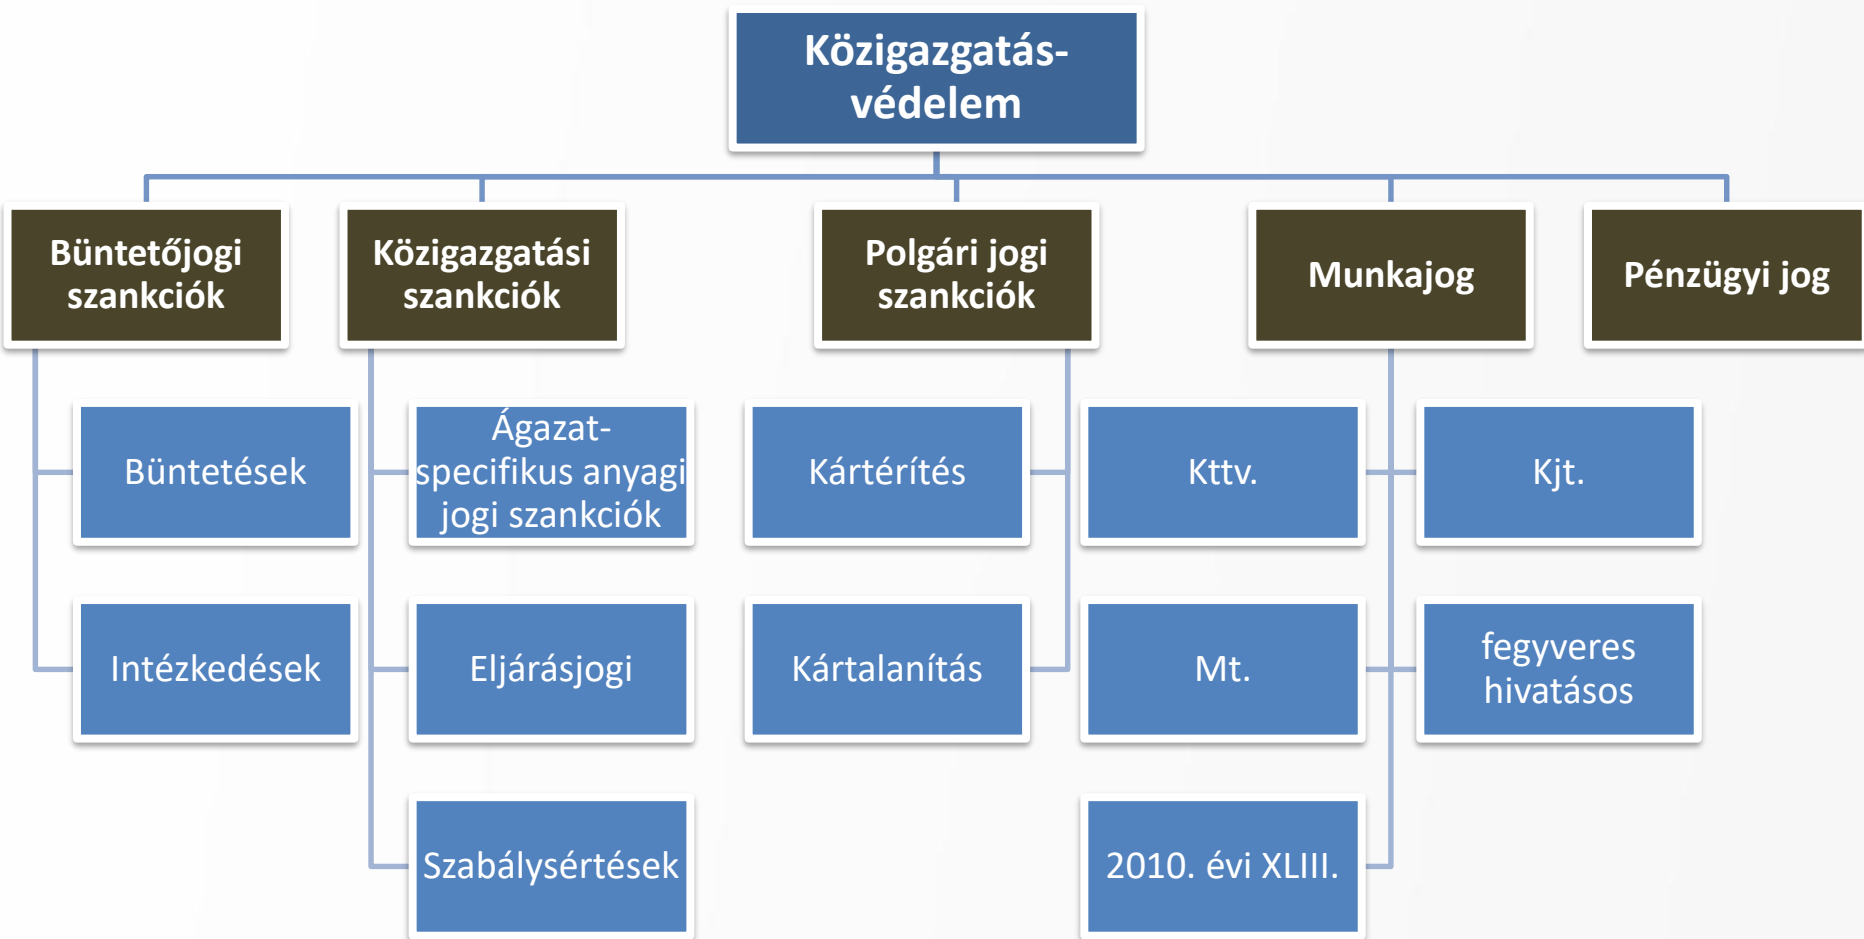 Közigazgatás-
védelem
Büntetőjogi
szankciók
Közigazgatási
szankciók
Polgári jogi
szankciók
Munkajog
Pénzügyi jog
Büntetések
Ágazat-
specifikus anyagi
jogi szankciók
Kártérítés
Kttv.
Kjt.
Intézkedések
Eljárásjogi
Kártalanítás
Mt.
fegyveres
hivatásos
Szabálysértések
2010. évi XLIII.